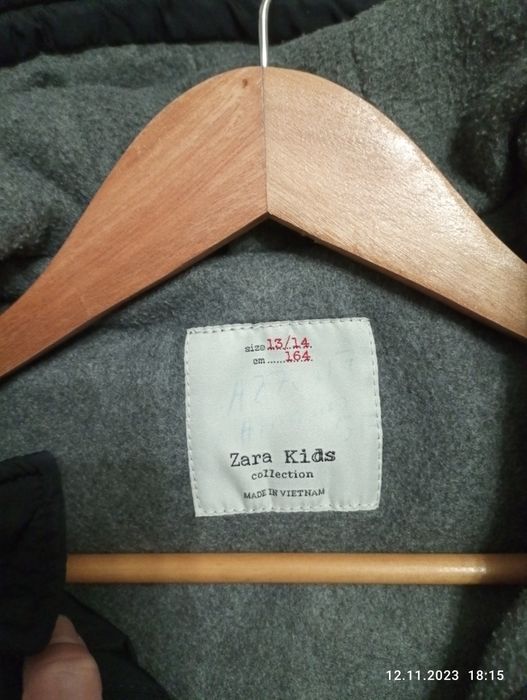 size 13/14
cm ...... 164
Zara Kids
collection
MADE IN VIETNAM
12.11.2023 18:15